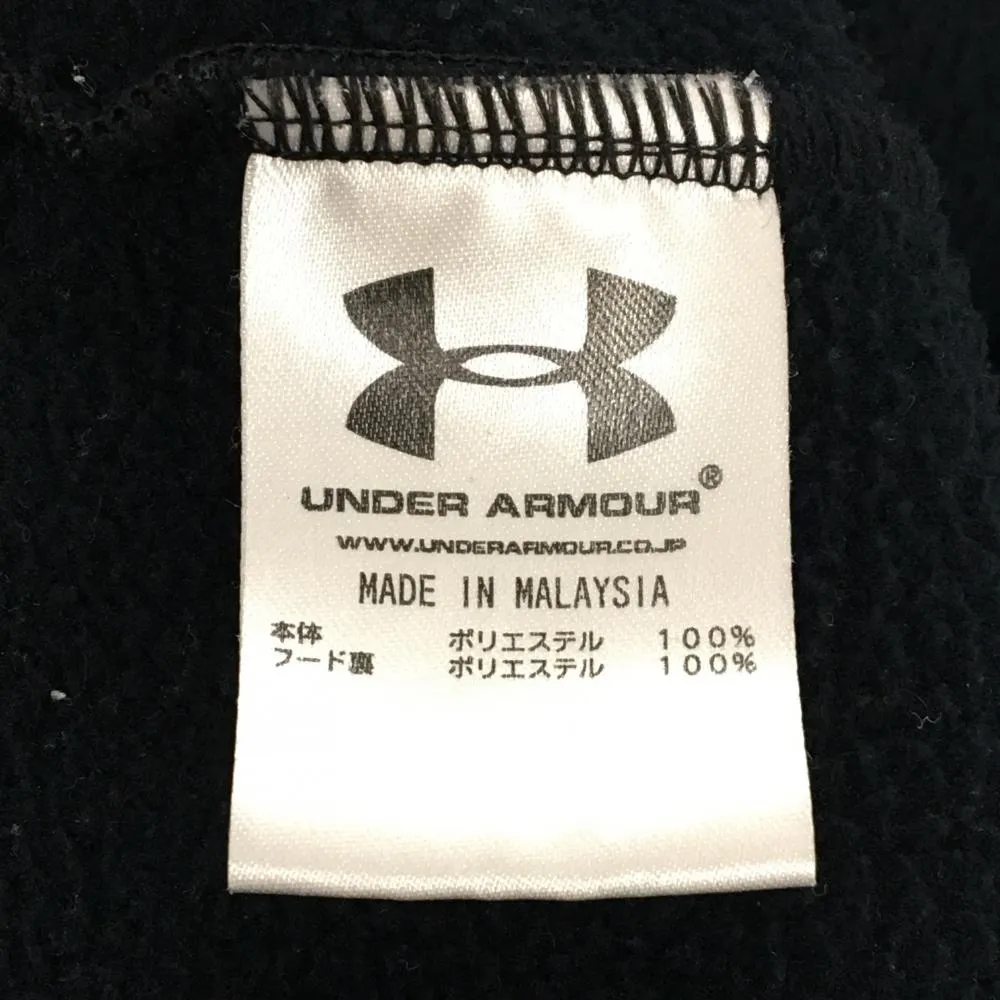 UNDER ARMOUR®
WWW.UNDERARMOUR.CO.JP
MADE IN MALAYSIA
本体 ポリエステル 100%
フード裏 ポリエステル 100%